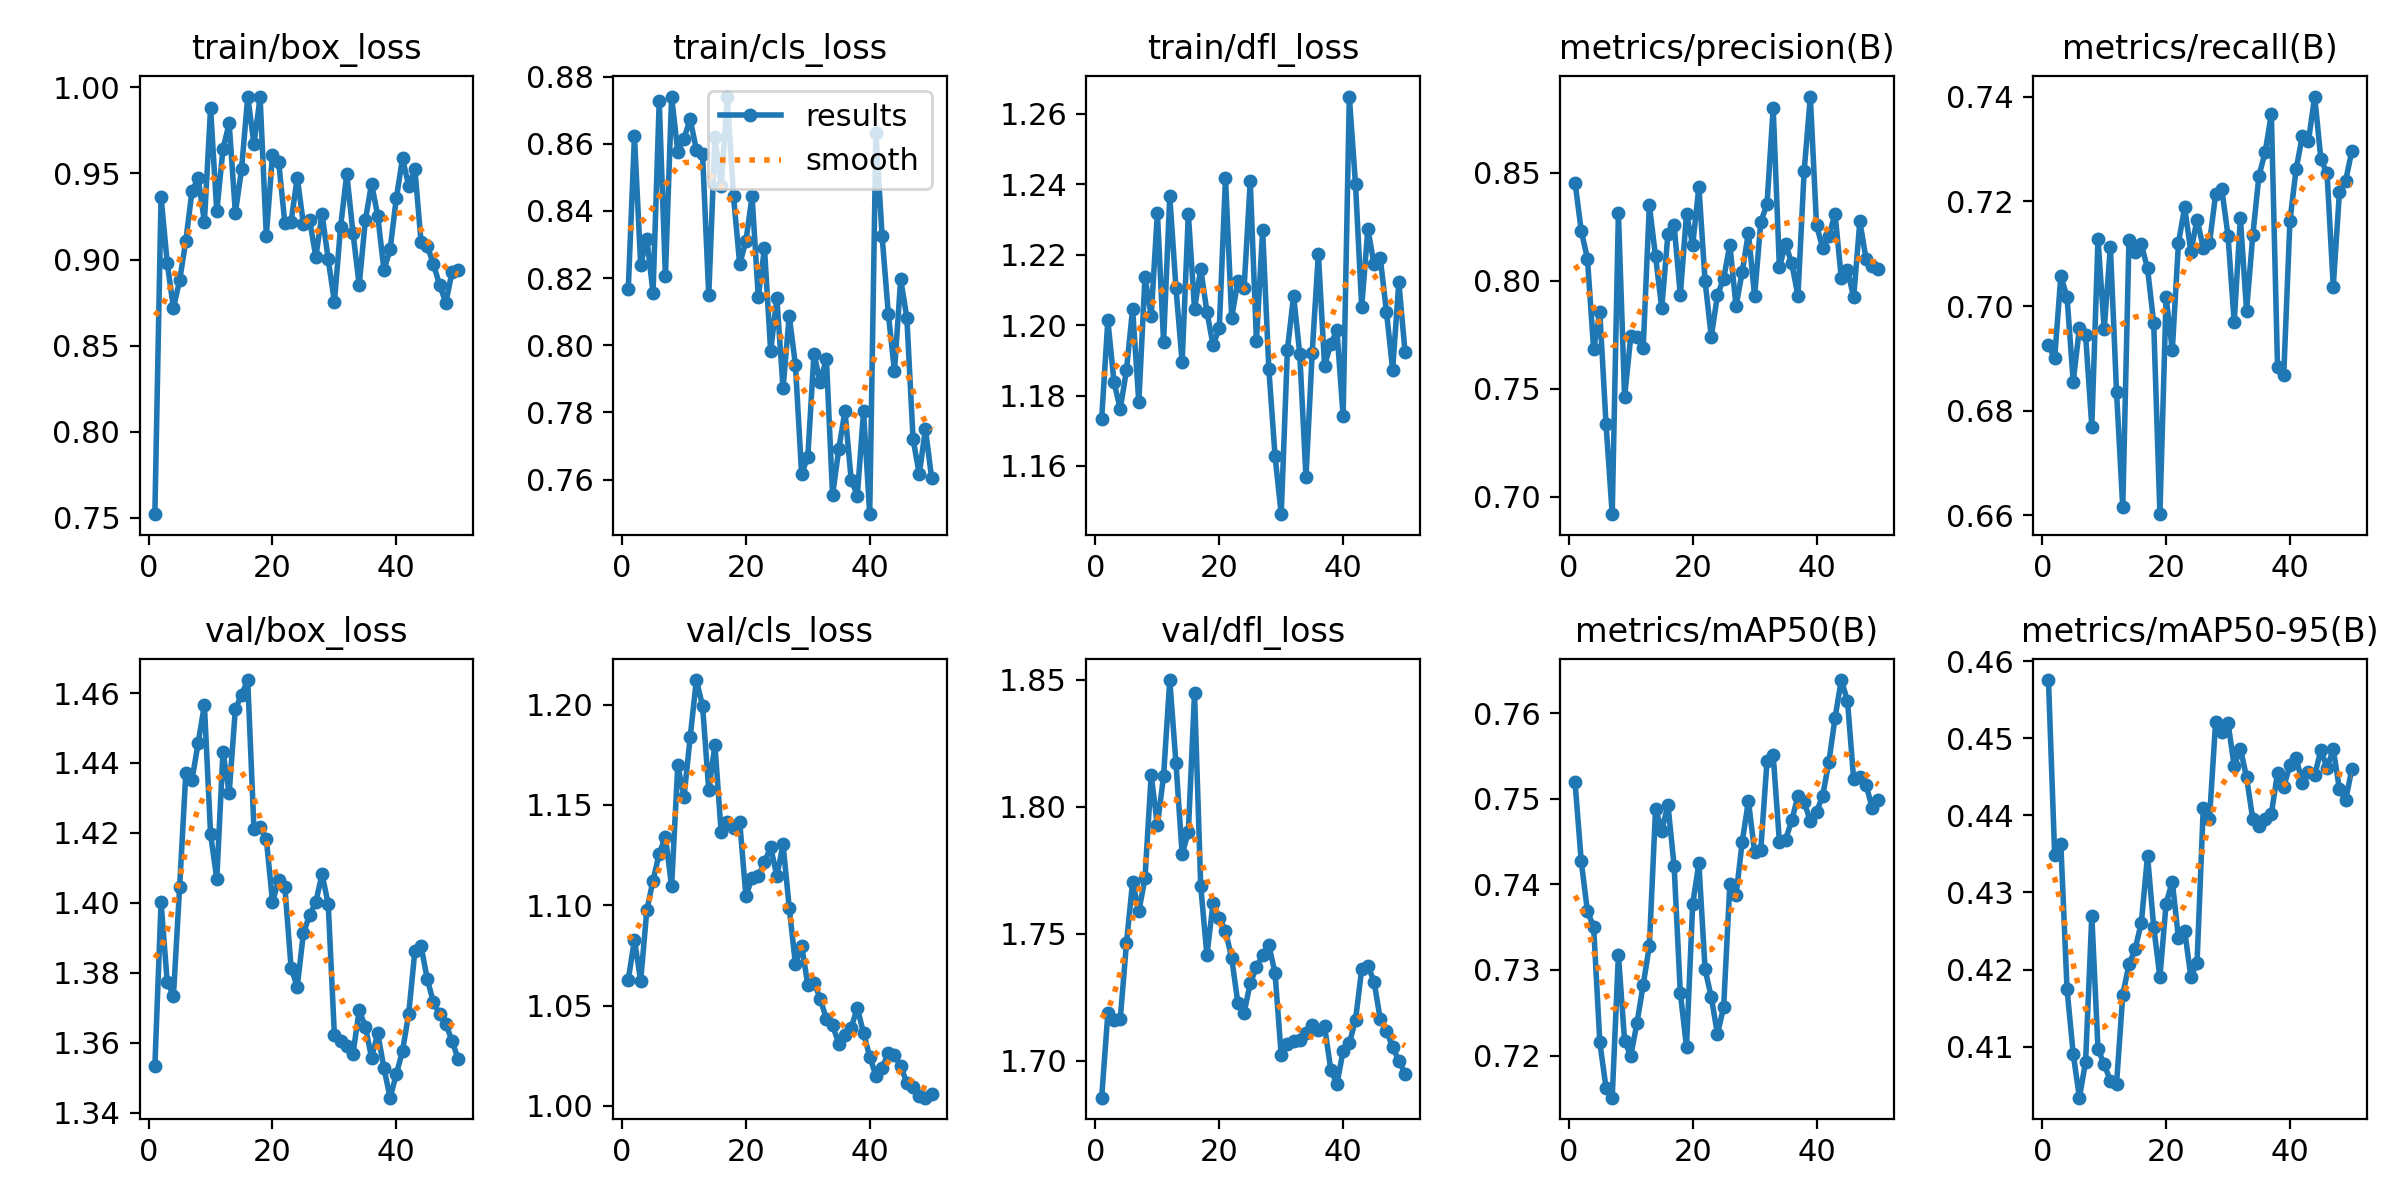 train/box_loss
train/cls_loss
train/dfl_loss
metrics/precision(B)
metrics/recall(B)
1.00
0.95
0.90
0.85
0.80
0.75
0 20 40
0.88
0.86
0.84
0.82
0.80
0.78
0.76
results
smooth
0 20 40
1.26
1.24
1.22
1.20
1.18
1.16
0 20 40
0.85
0.80
0.75
0.70
0 20 40
0.74
0.72
0.70
0.68
0.66
0 20 40
val/box_loss
val/cls_loss
val/dfl_loss
metrics/mAP50(B)
metrics/mAP50-95(B)
1.46
1.44
1.42
1.40
1.38
1.36
1.34
0 20 40
1.20
1.15
1.10
1.05
1.00
0 20 40
1.85
1.80
1.75
1.70
0 20 40
0.76
0.75
0.74
0.73
0.72
0 20 40
0.46
0.45
0.44
0.43
0.42
0.41
0 20 40